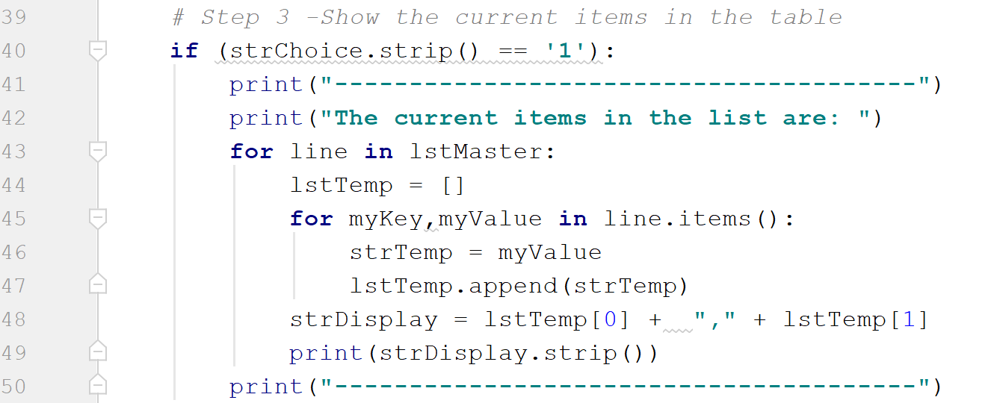 39 # Step 3 -Show the current items in the table
40 if (strChoice.strip() == '1'):
41 print("---------------------------------------")
42 print("The current items in the list are: ")
43 for line in lstMaster:
44 lstTemp = []
45 for myKey,myValue in line.items():
46 strTemp = myValue
47 lstTemp.append(strTemp)
48 strDisplay = lstTemp[0] +  "," + lstTemp[1]
49 print(strDisplay.strip())
50 print("---------------------------------------")